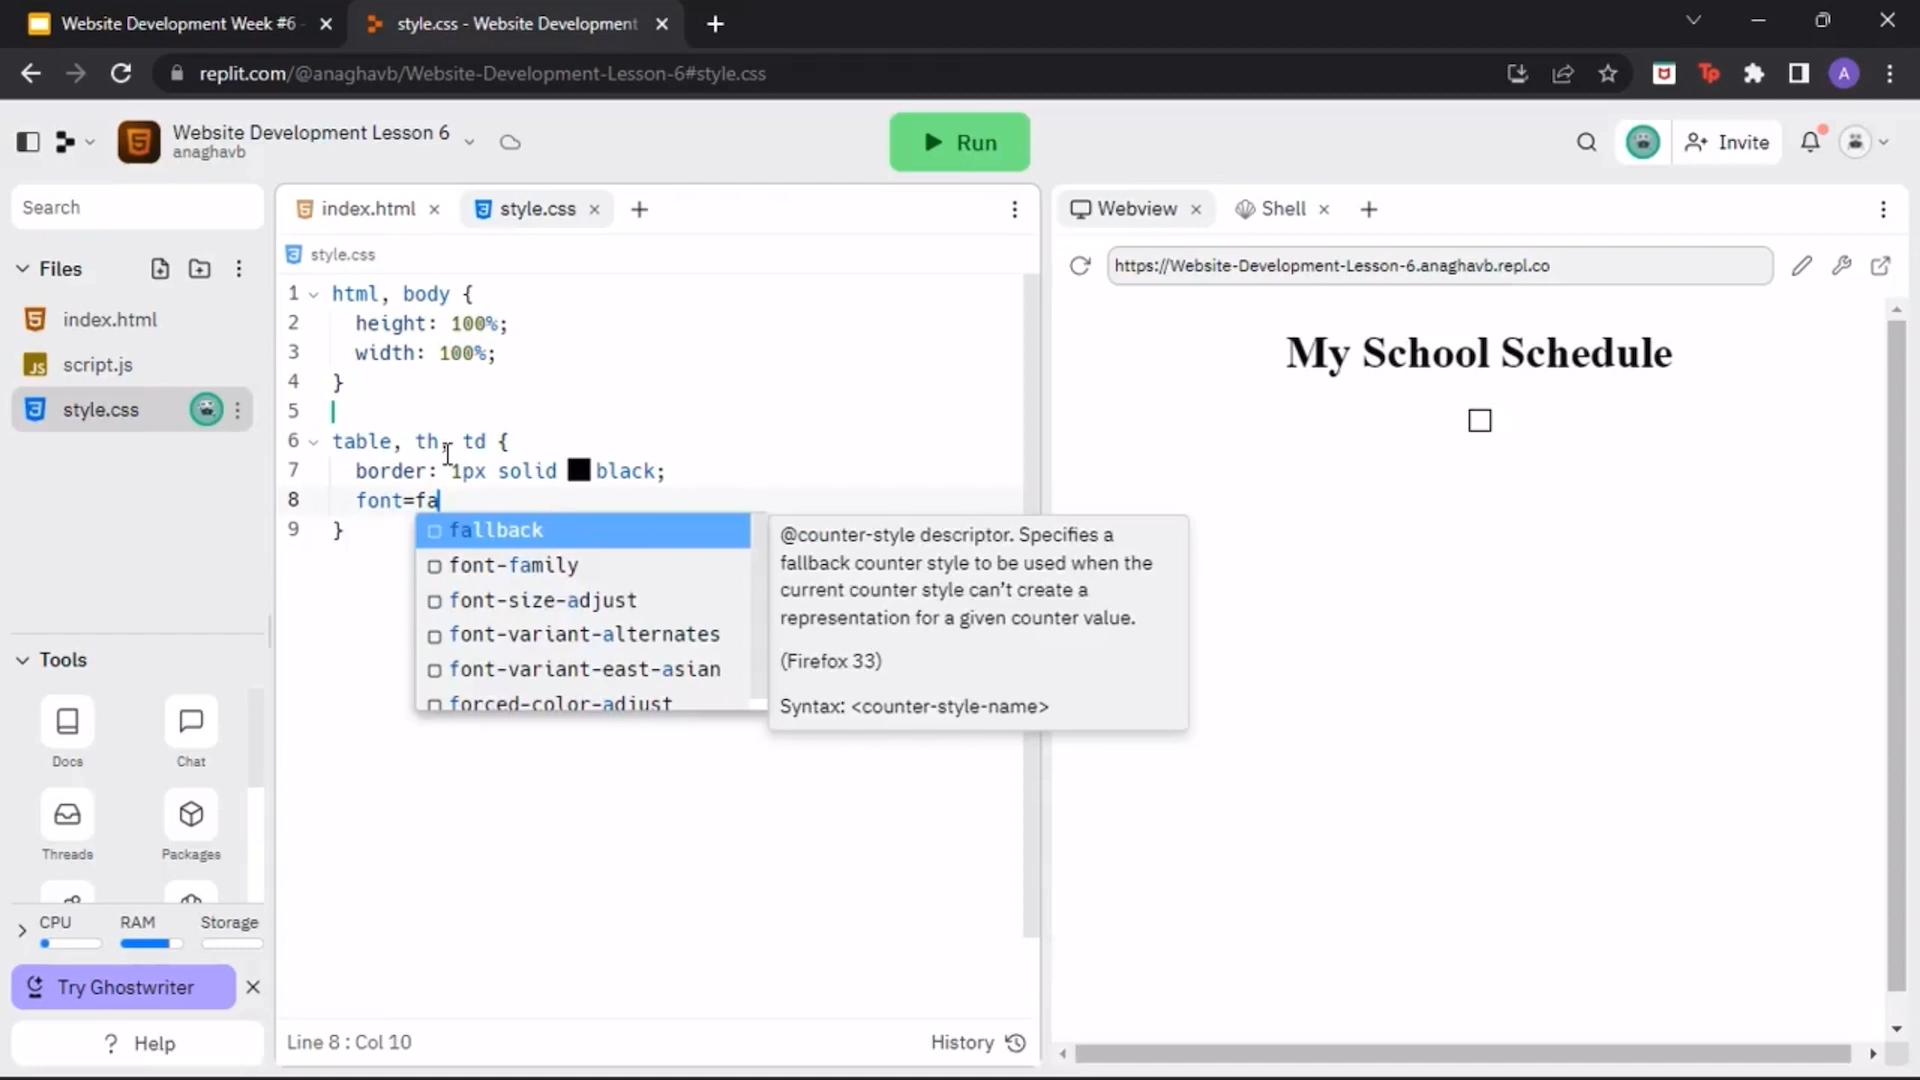 Website Development Week #6
style.css - Website Development
replit.com/@anaghavb/Website-Development-Lesson-6#style.css
Tp
A
Website Development Lesson 6
anaghavb
Run
Invite
Search
index.html
style.css
Webview
Shell
style.css
https://Website-Development-Lesson-6.anaghavb.repl.co
Files
index.html
JS script.js
style.css
1 html, body {
2 height: 100%;
3 width: 100%;
4 }
5
6 table, th, td {
7 border: 1px solid black;
8 font=fa
9 }
fallback
font-family
font-size-adjust
font-variant-alternates
font-variant-east-asian
forced-color-adjust
@counter-style descriptor. Specifies a
fallback counter style to be used when the
current counter style can't create a
representation for a given counter value.
(Firefox 33)
Syntax: <counter-style-name>
My School Schedule
Tools
Docs
Chat
Threads
Packages
CPU
RAM
Storage
Try Ghostwriter
? Help
Line 8 : Col 10
History